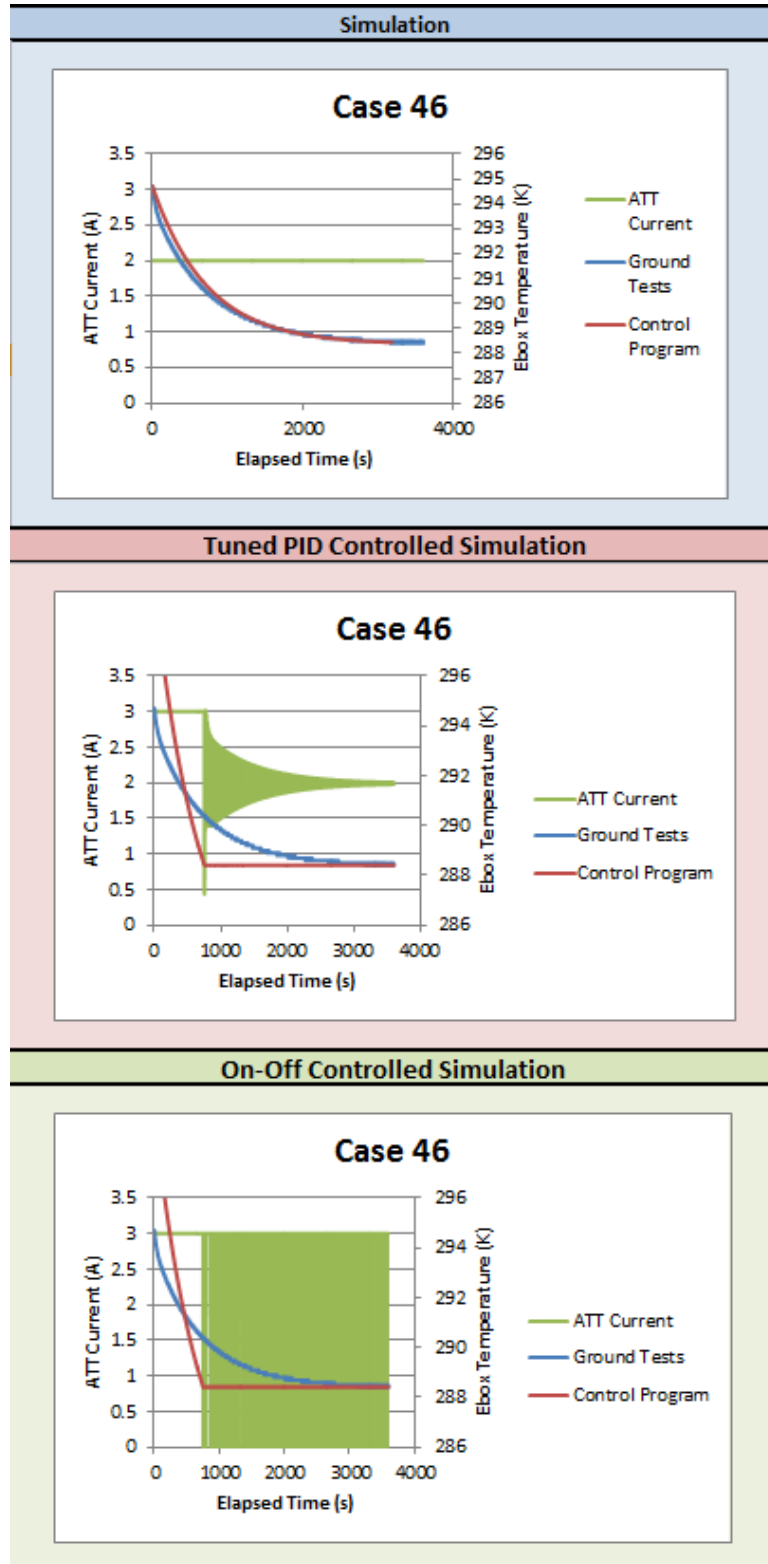 Simulation
Case 46
ATT Current (A)
3.5
3
2.5
2
1.5
1
0.5
0
296
295
294
293
292
291
290
289
288
287
286
Ebox Temperature (K)
0
2000
4000
Elapsed Time (s)
ATT
Current
Ground
Tests
Control
Program
Tuned PID Controlled Simulation
Case 46
ATT Current (A)
3.5
3
2.5
2
1.5
1
0.5
0
296
294
292
290
288
286
Ebox Temperature (K)
0
1000
2000
3000
4000
Elapsed Time (s)
ATT Current
Ground Tests
Control Program
On-Off Controlled Simulation
Case 46
ATT Current (A)
3.5
3
2.5
2
1.5
1
0.5
0
296
294
292
290
288
286
Ebox Temperature (K)
0
1000
2000
3000
4000
Elapsed Time (s)
ATT Current
Ground Tests
Control Program